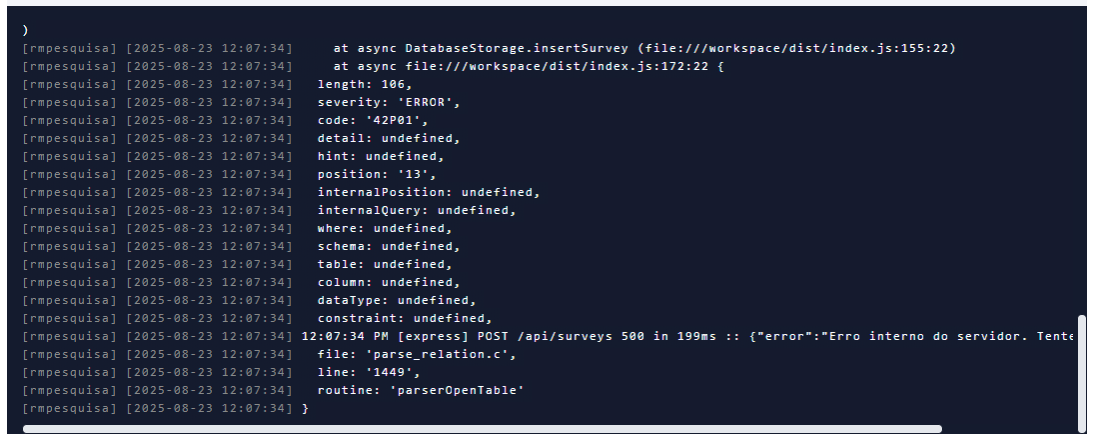 )
[rmpesquisa] [2025-08-23 12:07:34]     at async DatabaseStorage.insertSurvey (file:///workspace/dist/index.js:155:22)
[rmpesquisa] [2025-08-23 12:07:34]     at async file:///workspace/dist/index.js:172:22 {
[rmpesquisa] [2025-08-23 12:07:34]   length: 106,
[rmpesquisa] [2025-08-23 12:07:34]   severity: 'ERROR',
[rmpesquisa] [2025-08-23 12:07:34]   code: '42P01',
[rmpesquisa] [2025-08-23 12:07:34]   detail: undefined,
[rmpesquisa] [2025-08-23 12:07:34]   hint: undefined,
[rmpesquisa] [2025-08-23 12:07:34]   position: '13',
[rmpesquisa] [2025-08-23 12:07:34]   internalPosition: undefined,
[rmpesquisa] [2025-08-23 12:07:34]   internalQuery: undefined,
[rmpesquisa] [2025-08-23 12:07:34]   where: undefined,
[rmpesquisa] [2025-08-23 12:07:34]   schema: undefined,
[rmpesquisa] [2025-08-23 12:07:34]   table: undefined,
[rmpesquisa] [2025-08-23 12:07:34]   column: undefined,
[rmpesquisa] [2025-08-23 12:07:34]   dataType: undefined,
[rmpesquisa] [2025-08-23 12:07:34]   constraint: undefined,
[rmpesquisa] [2025-08-23 12:07:34] 12:07:34 PM [express] POST /api/surveys 500 in 199ms :: {"error":"Erro interno do servidor. Tente
[rmpesquisa] [2025-08-23 12:07:34]   file: 'parse_relation.c',
[rmpesquisa] [2025-08-23 12:07:34]   line: '1449',
[rmpesquisa] [2025-08-23 12:07:34]   routine: 'parserOpenTable'
[rmpesquisa] [2025-08-23 12:07:34] }